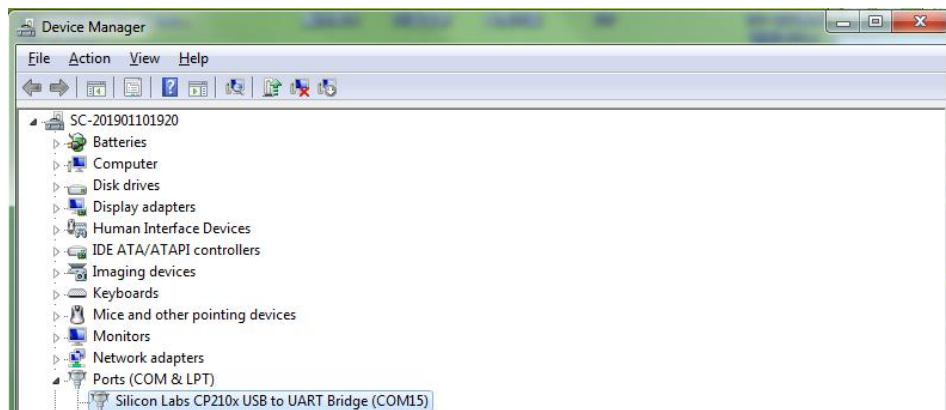 Device Manager
File Action View Help
SC-201901101920
Batteries
Computer
Disk drives
Display adapters
Human Interface Devices
IDE ATA/ATAPI controllers
Imaging devices
Keyboards
Mice and other pointing devices
Monitors
Network adapters
Ports (COM & LPT)
Silicon Labs CP210x USB to UART Bridge (COM15)